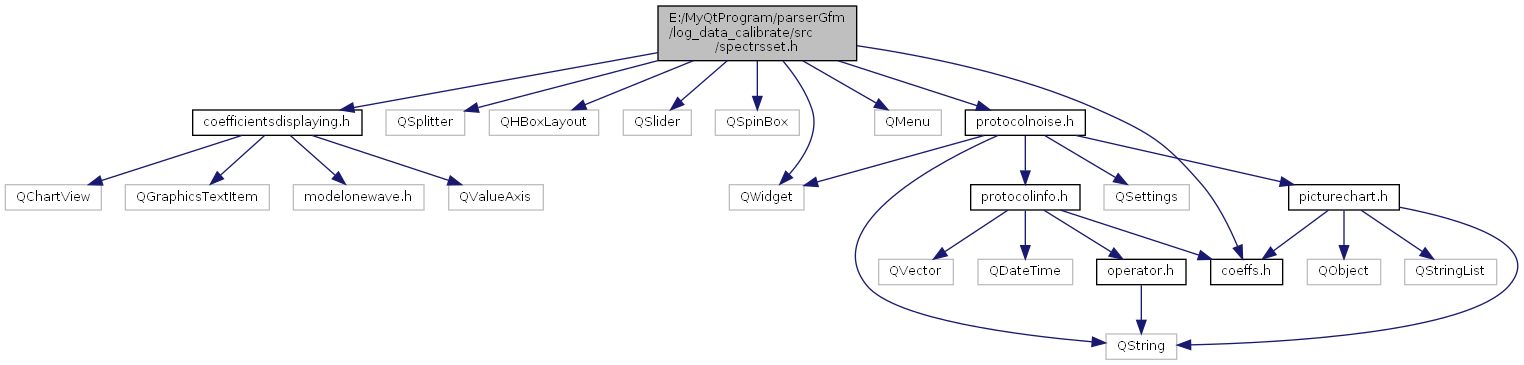 E:/MyQtProgram/parserGfm
/log_data_calibrate/src
/spectrsset.h
coefficientsdisplaying.h
QSplitter
QHBoxLayout
QSlider
QSpinBox
QMenu
protocolnoise.h
QChartView
QGraphicsTextItem
modelonewave.h
QValueAxis
QWidget
protocolinfo.h
QSettings
picturechart.h
QVector
QDateTime
operator.h
coeffs.h
QObject
QStringList
QString